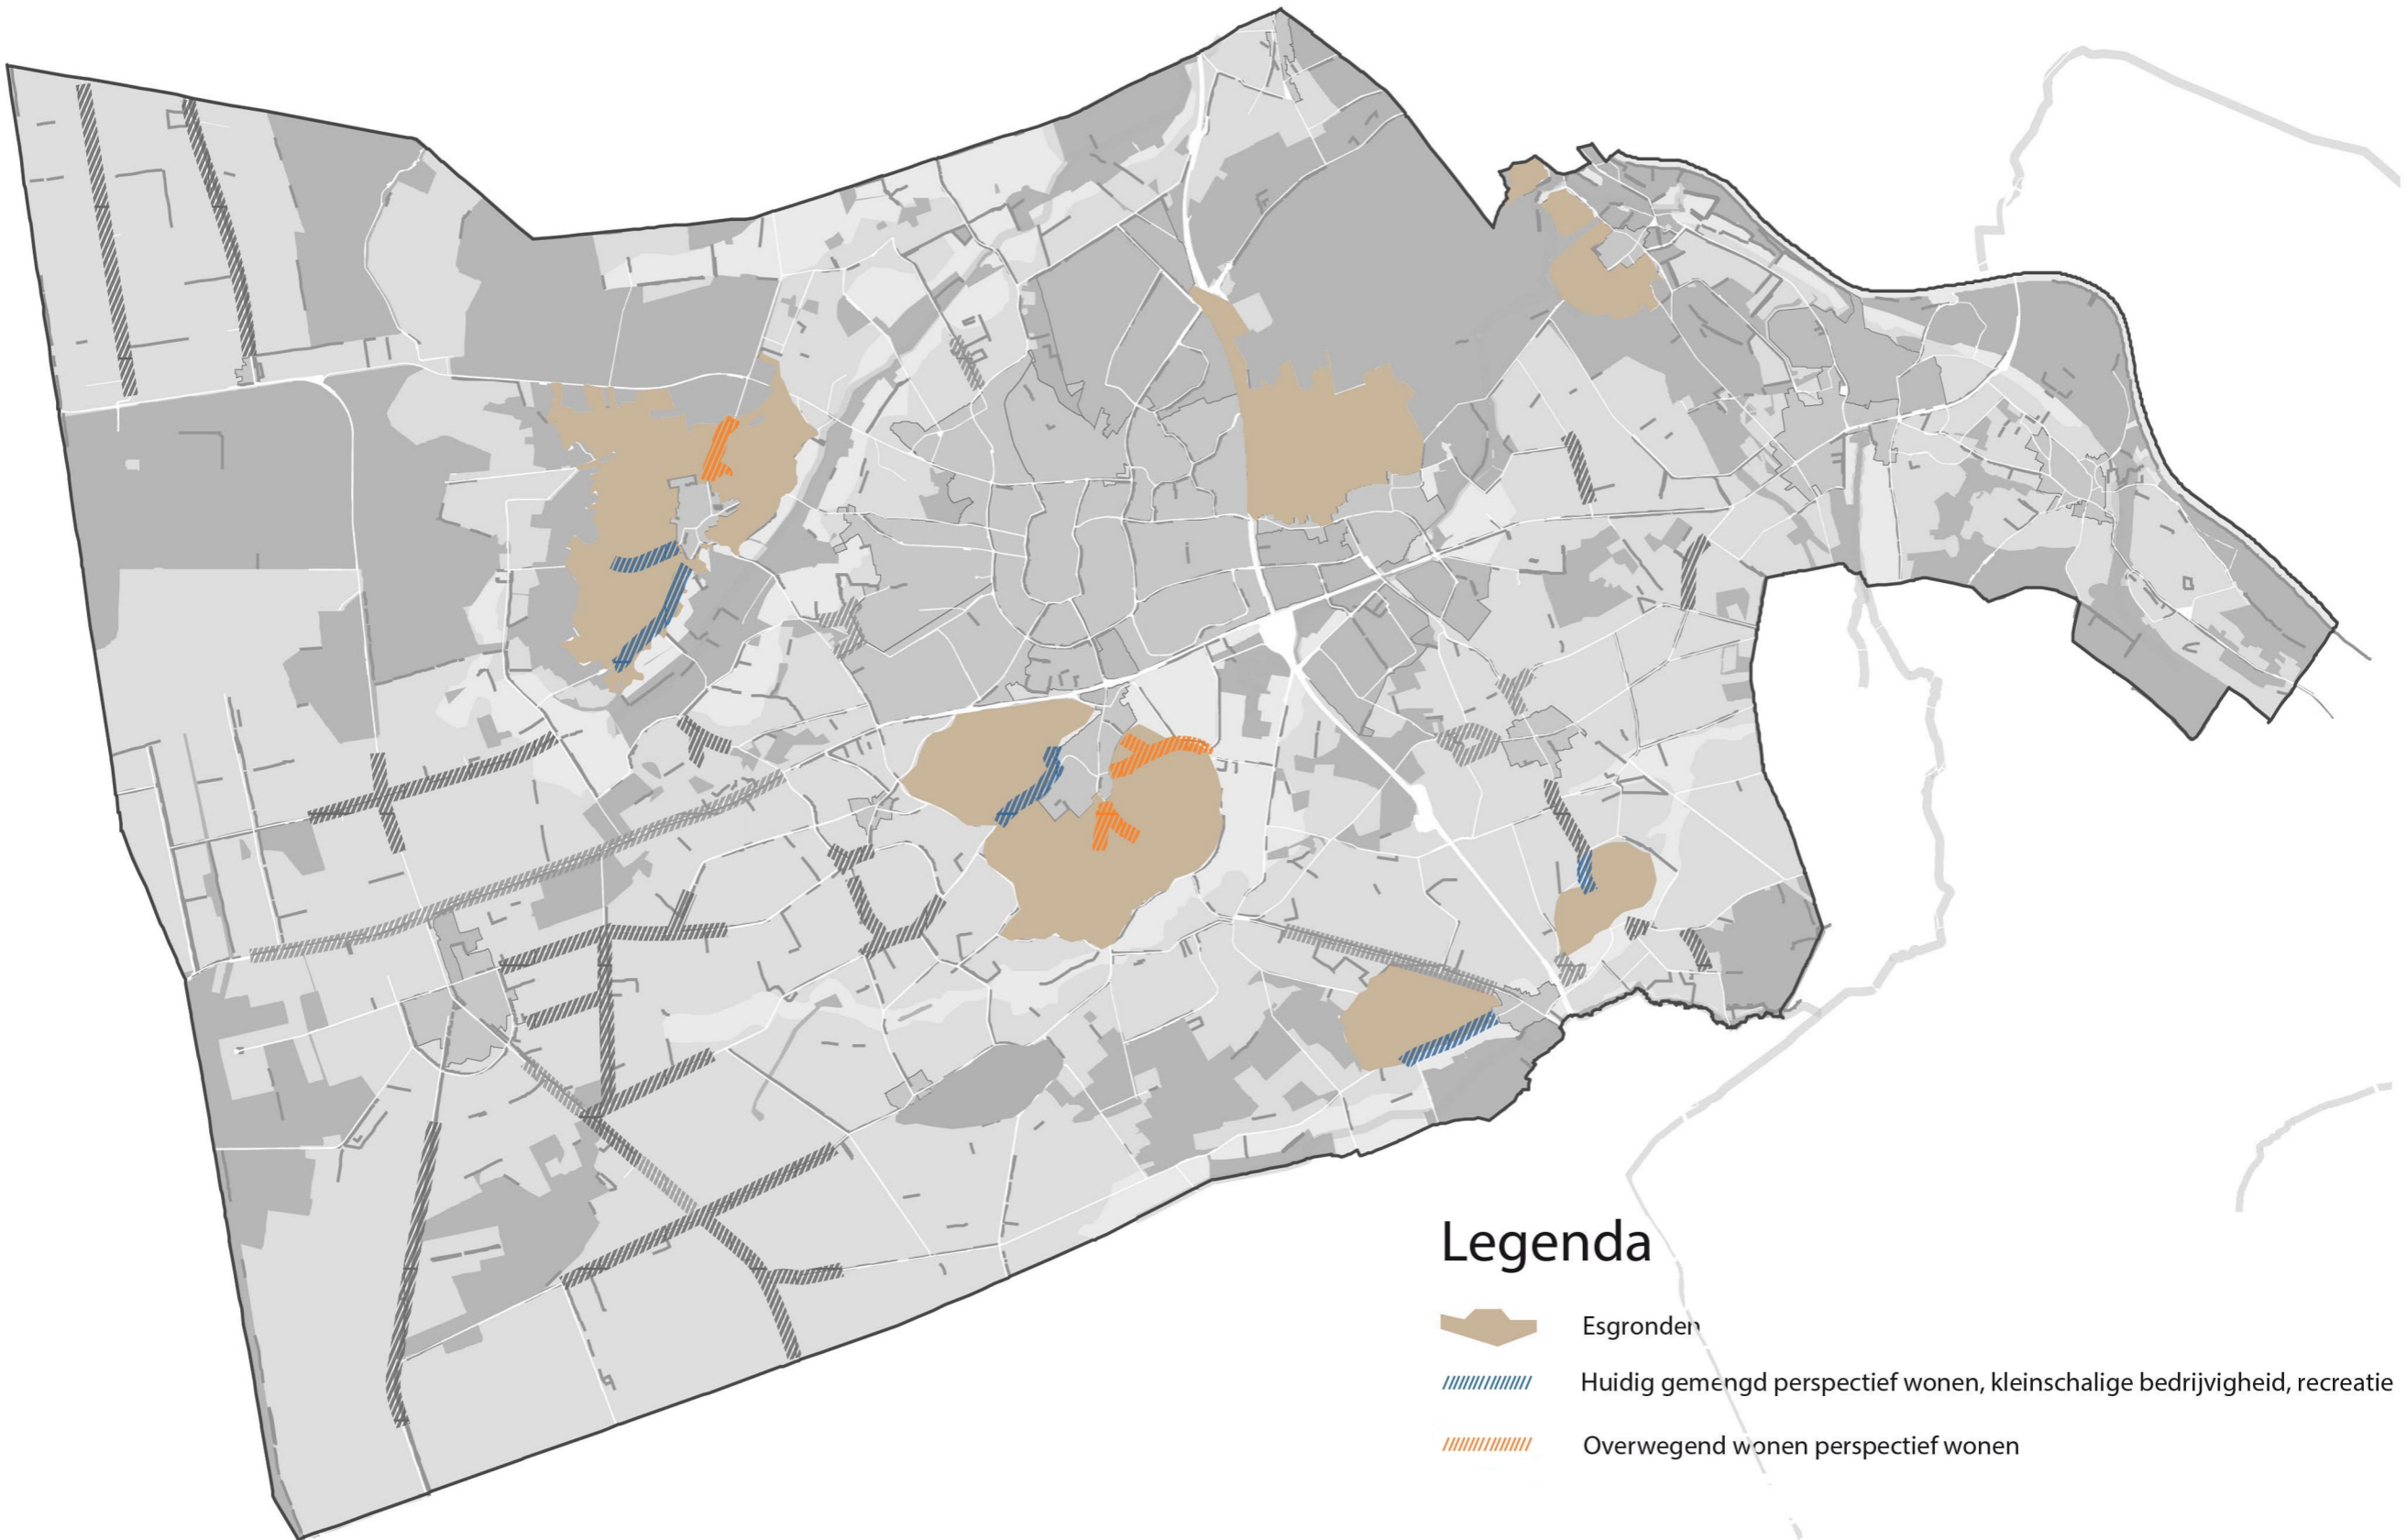 Legenda
Esgronden
Huidig gemengd perspectief wonen, kleinschalige bedrijvigheid, recreatie
Overwegend wonen perspectief wonen